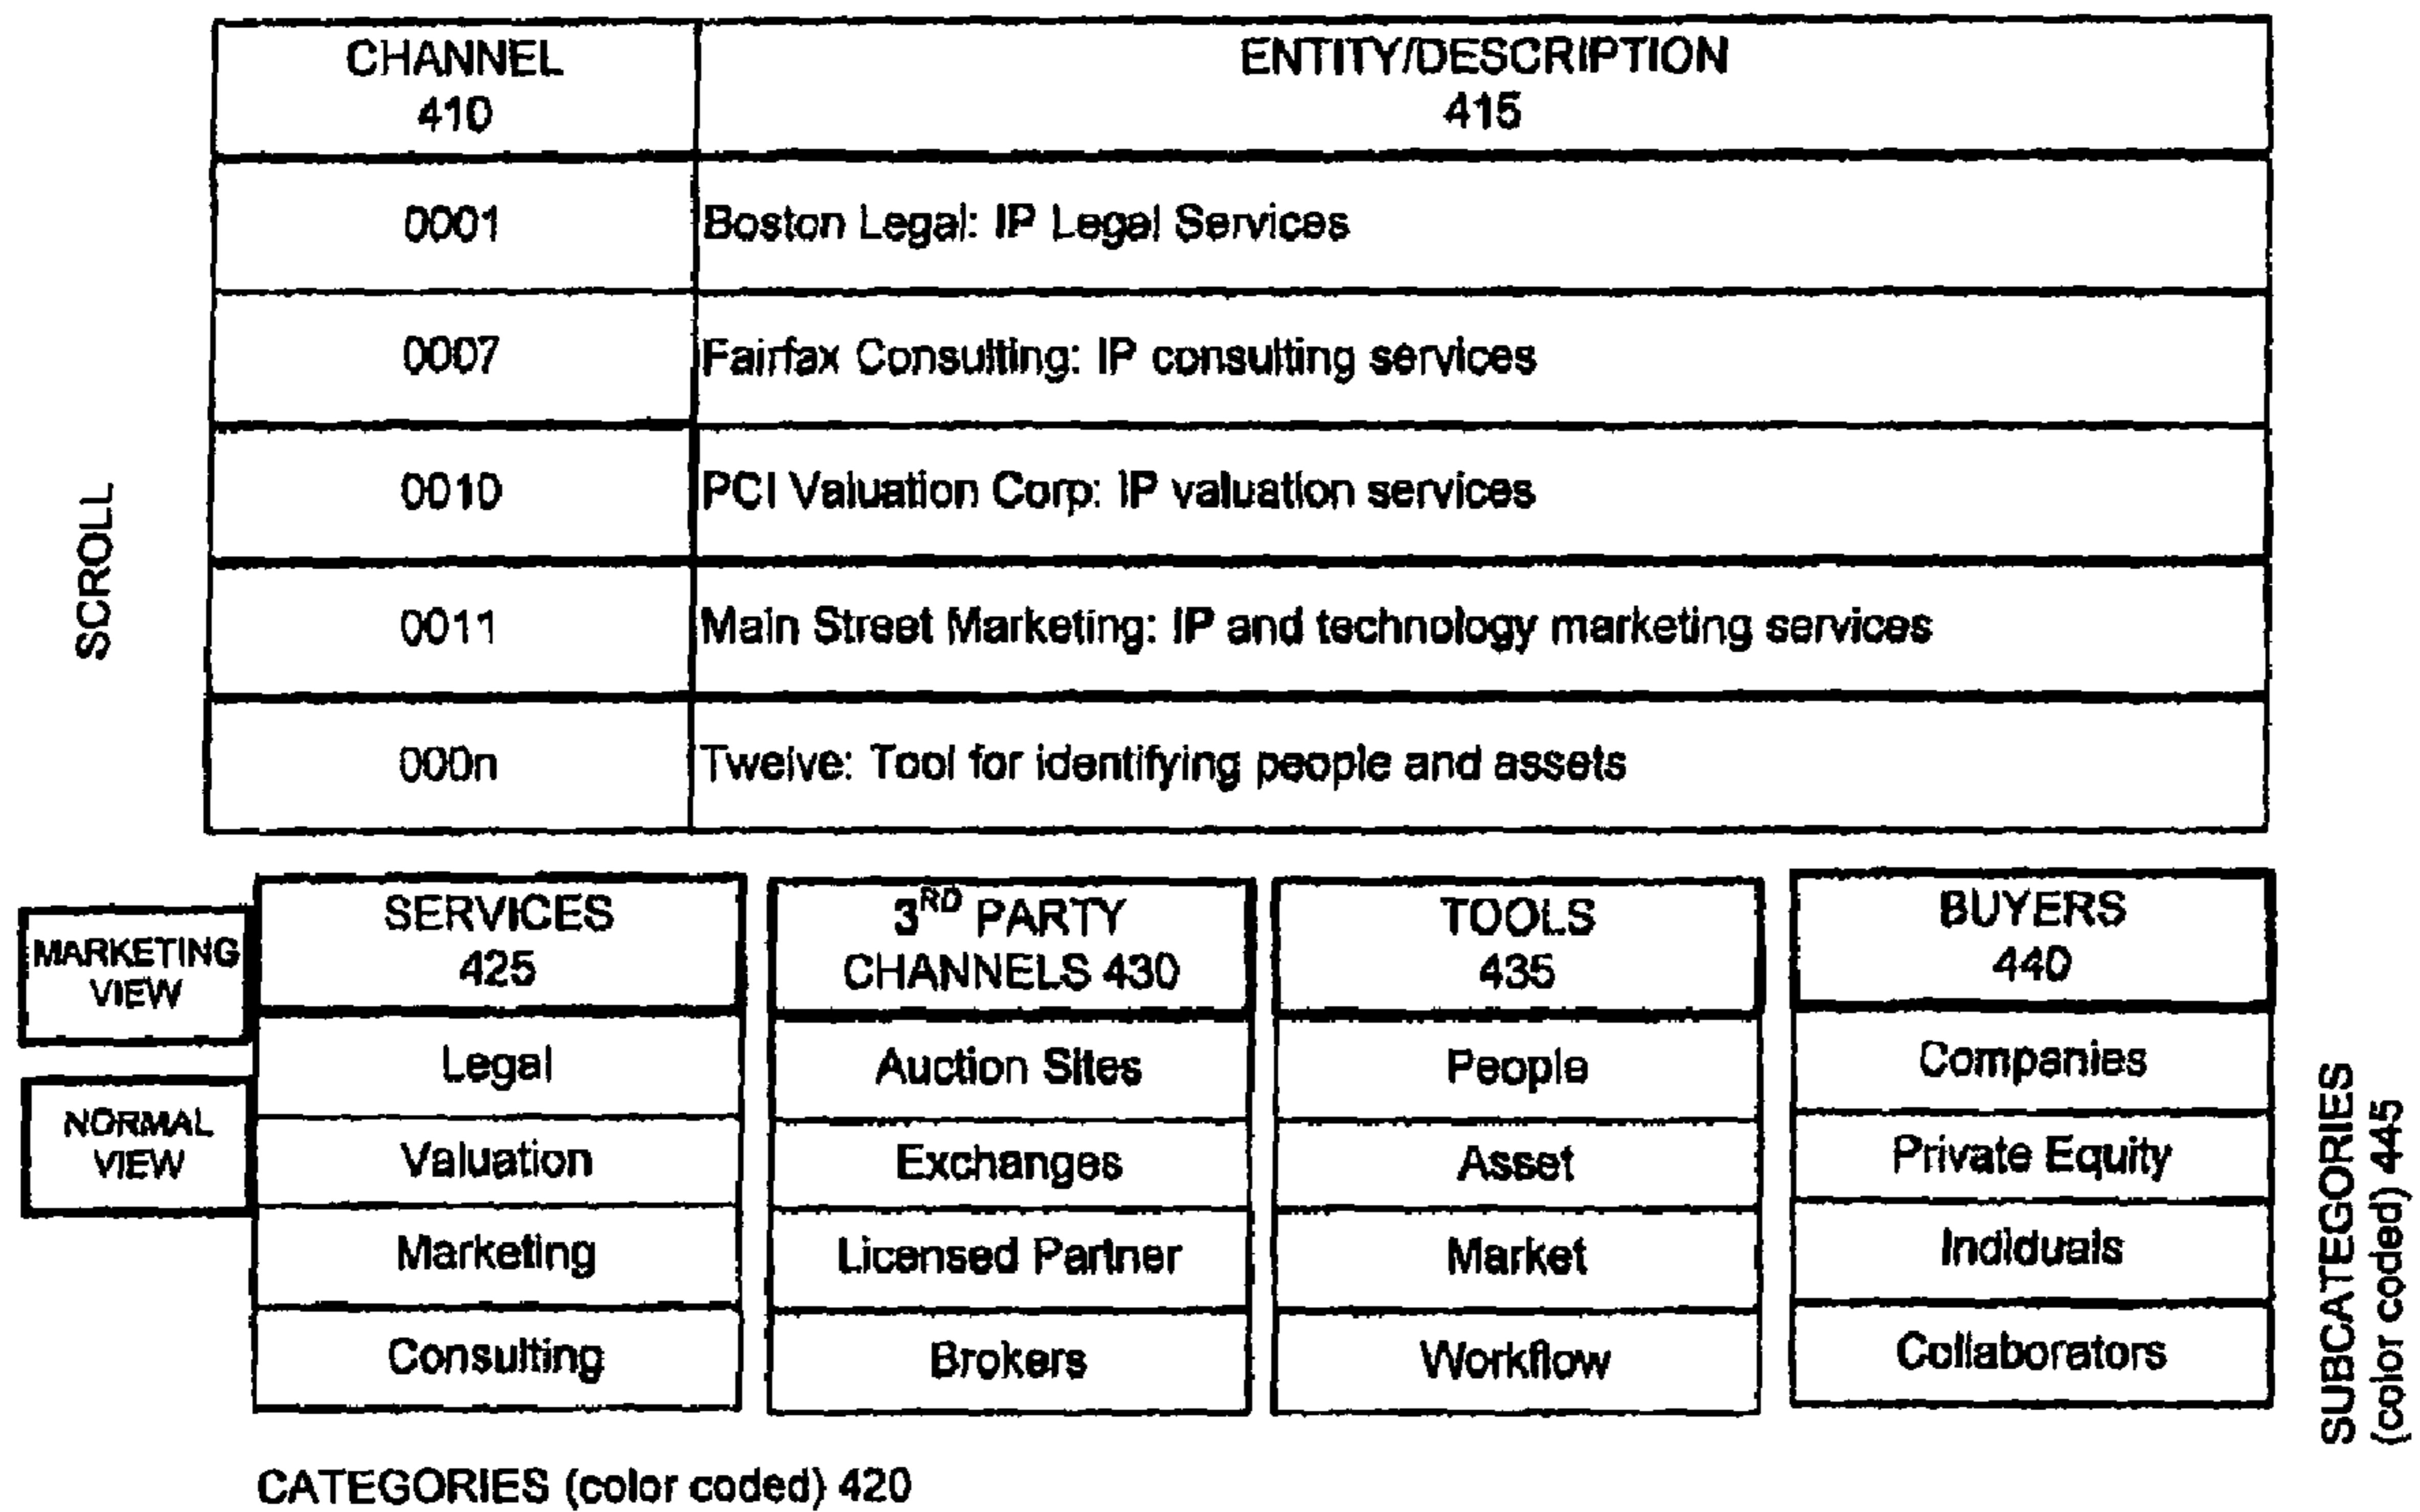 CHANNEL
410
ENTITY/DESCRIPTION
415
0001
Boston Legal: IP Legal Services
0007
Fairfax Consulting: IP consulting services
0010
PCI Valuation Corp: IP valuation services
0011
Main Street Marketing: IP and technology marketing services
000n
Twelve: Tool for identifying people and assets
SCROLL
MARKETING
VIEW
NORMAL
VIEW
SERVICES
425
Legal
Valuation
Marketing
Consulting
3RD PARTY
CHANNELS 430
Auction Sites
Exchanges
Licensed Partner
Brokers
TOOLS
435
People
Asset
Market
Workflow
BUYERS
440
Companies
Private Equity
Indiduals
Collaborators
SUBCATEGORIES
(color coded) 445
CATEGORIES (color coded) 420